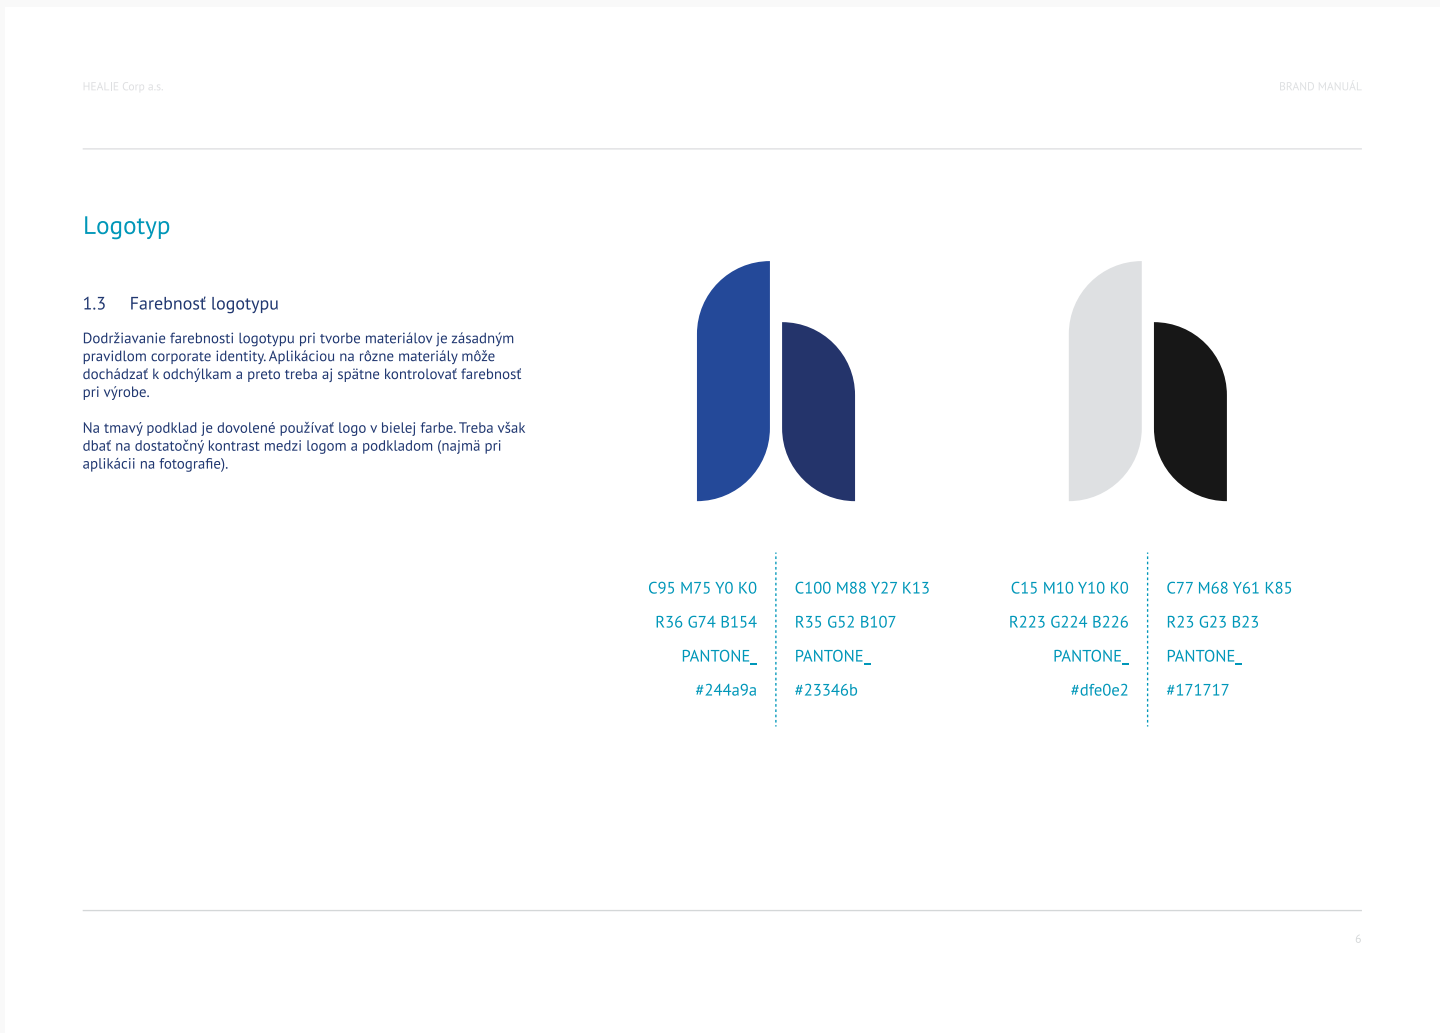 HEALIE Corp a.s.
BRAND MANUÁL
Logotyp
1.3 Farebnosť logotypu
Dodržiavanie farebnosti logotypu pri tvorbe materiálov je zásadným
pravidlom corporate identity. Aplikáciou na rôzne materiály môže
dochádzať k odchýlkam a preto treba aj spätne kontrolovať farebnosť
pri výrobe.
Na tmavý podklad je dovolené používať logo v bielej farbe. Treba však
dbať na dostatočný kontrast medzi logom a podkladom (najmä pri
aplikácii na fotografie).
C95 M75 Y0 K0
R36 G74 B154
PANTONE_
#244a9a
C100 M88 Y27 K13
R35 G52 B107
PANTONE_
#23346b
C15 M10 Y10 K0
R223 G224 B226
PANTONE_
#dfe0e2
C77 M68 Y61 K85
R23 G23 B23
PANTONE_
#171717
6